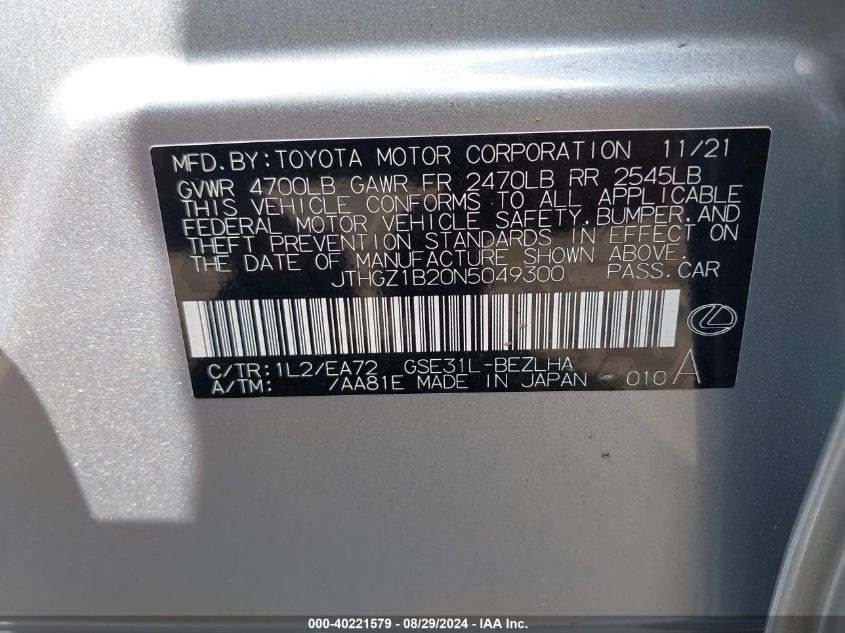 MFD. BY: TOYOTA MOTOR CORPORATION 11/21
GVWR 4700LB GAWR FR 2470LB RR 2545LB
THIS VEHICLE CONFORMS TO ALL APPLICABLE
FEDERAL MOTOR VEHICLE SAFETY, BUMPER, AND
THEFT PREVENTION STANDARDS IN EFFECT ON
THE DATE OF MANUFACTURE SHOWN ABOVE.
JTHGZ1B20N5049300 PASS. CAR
C/TR: 1L2/EA72 GSE31L-BEZLHA
A/TM: /AA81E MADE IN JAPAN 010 A
000-40221579 - 08/29/2024 - IAA Inc.